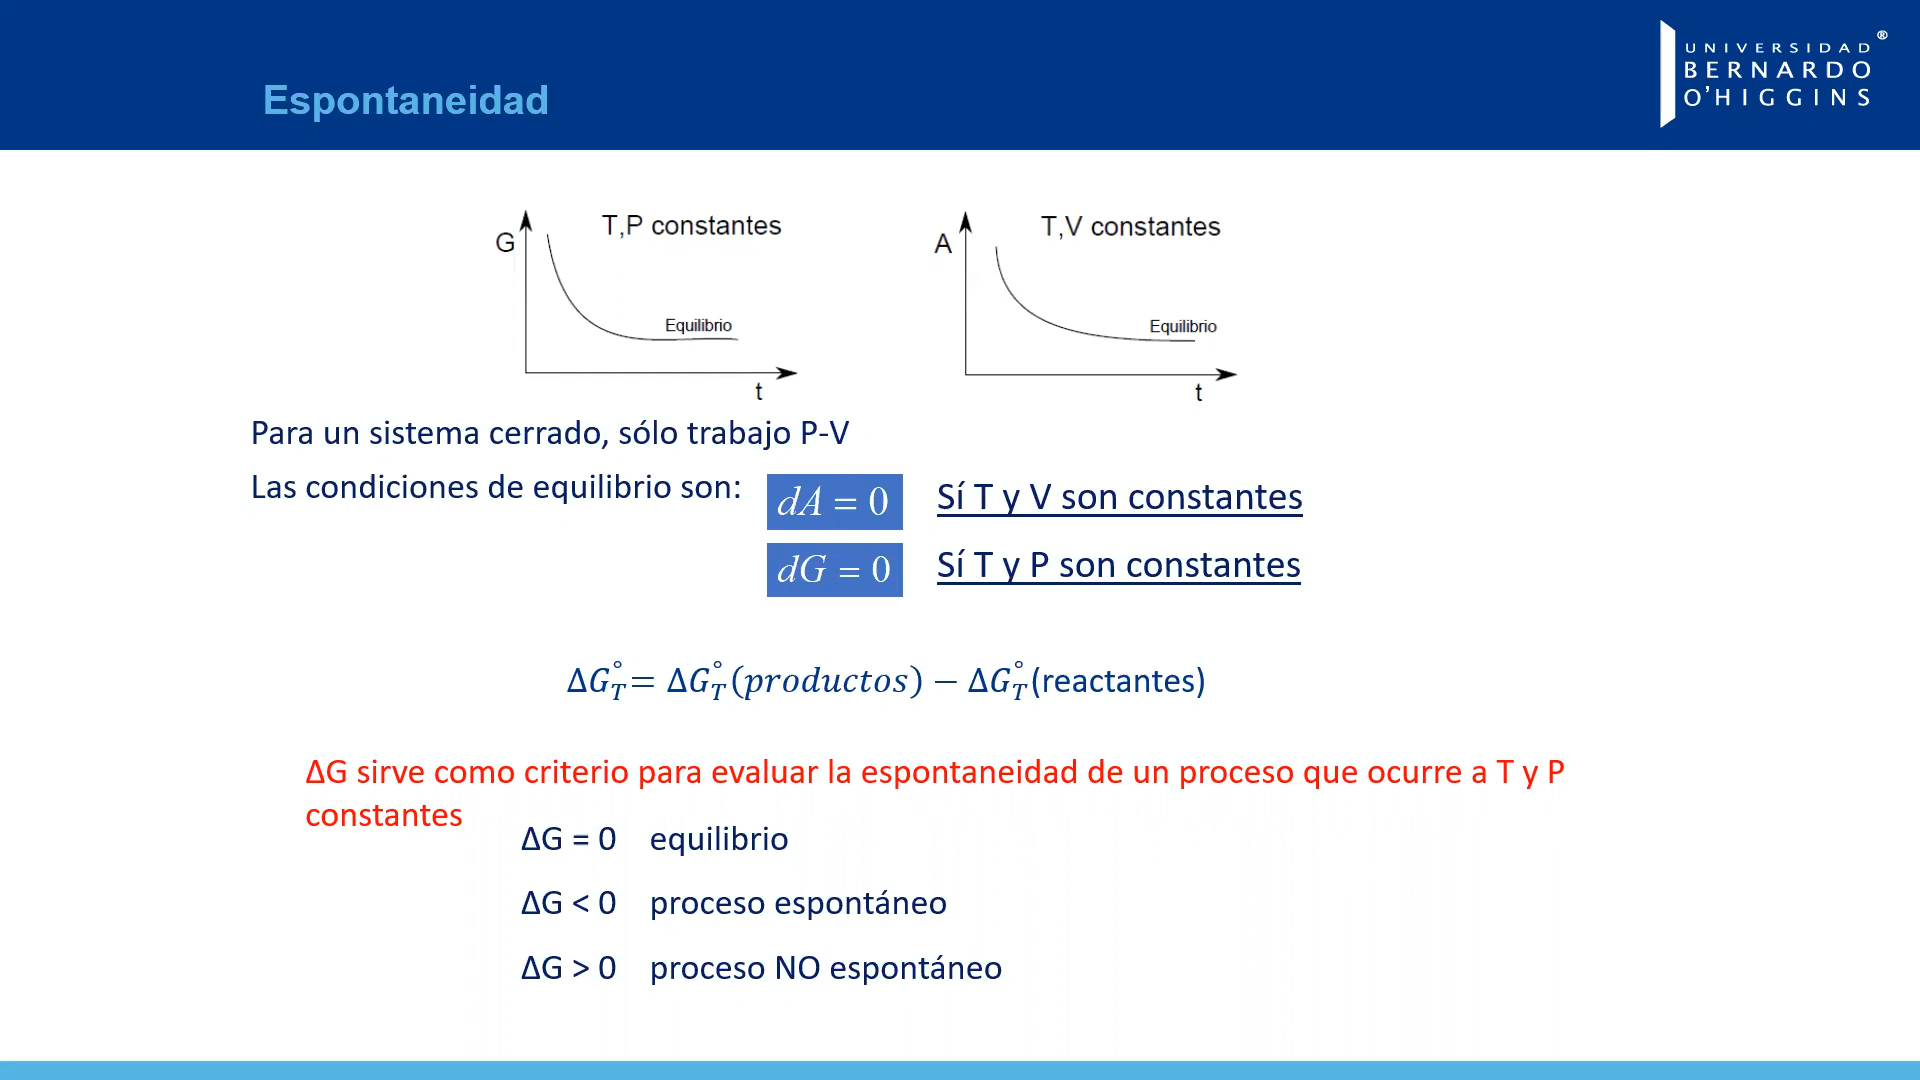 Espontaneidad
UNIVERSIDAD ®
BERNARDO
O'HIGGINS
G
T,P constantes
Equilibrio
t
A
T,V constantes
Equilibrio
t
Para un sistema cerrado, sólo trabajo P-V
Las condiciones de equilibrio son:
dA = 0 Sí T y V son constantes
dG = 0 Sí T y P son constantes
ΔG°_T = ΔG°_T (productos) − ΔG°_T (reactantes)
ΔG sirve como criterio para evaluar la espontaneidad de un proceso que ocurre a T y P
constantes
ΔG = 0 equilibrio
ΔG < 0 proceso espontáneo
ΔG > 0 proceso NO espontáneo